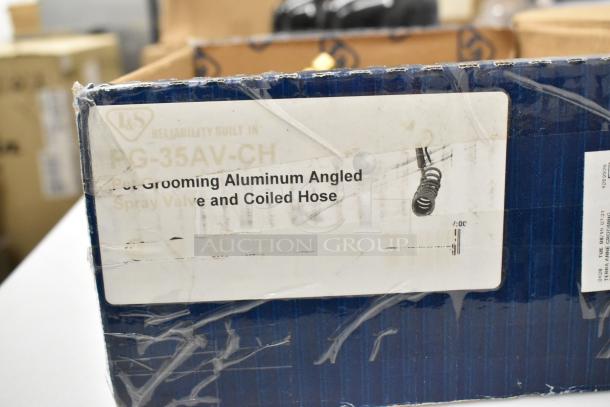 T&S
RELIABILITY BUILT IN
PG-35AV-CH
Pet Grooming Aluminum Angled
Spray Valve and Coiled Hose
AUCTION GROUP